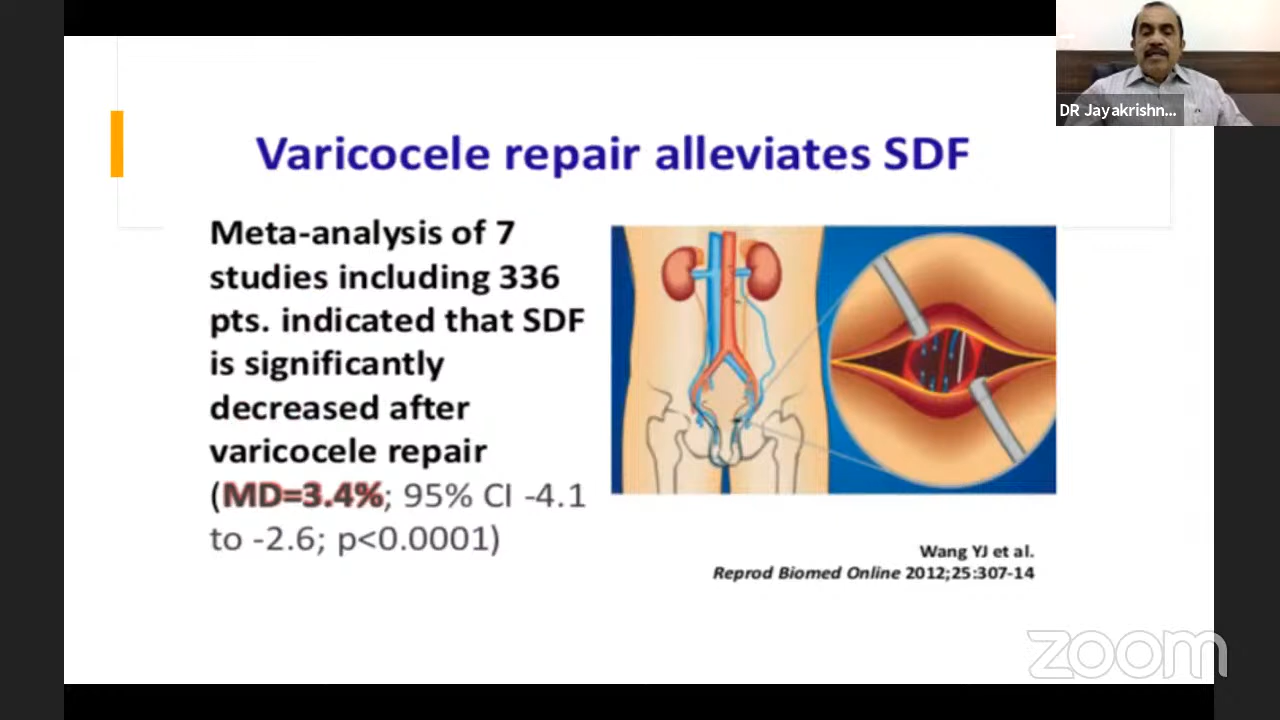 DR Jayakrishn...
Varicocele repair alleviates SDF
Meta-analysis of 7
studies including 336
pts. indicated that SDF
is significantly
decreased after
varicocele repair
(MD=3.4%; 95% CI -4.1
to -2.6; p<0.0001)
Wang YJ et al.
Reprod Biomed Online 2012;25:307-14
zoom